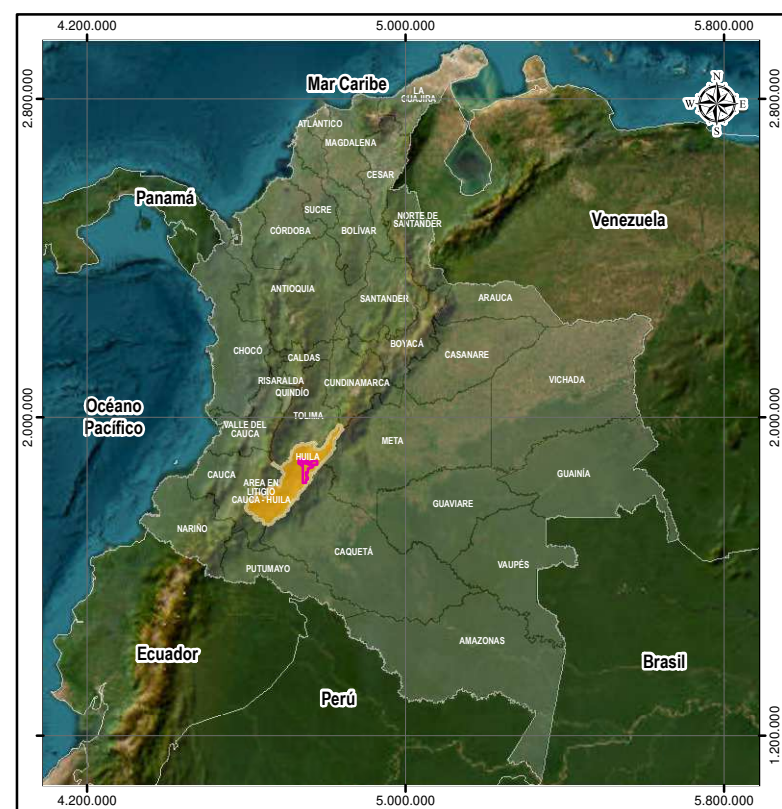 4.200.000
5.000.000
5.800.000
2.800.000
2.800.000
Mar Caribe
N
W
E
S
LA
GUAJIRA
ATLÁNTICO
MAGDALENA
CESAR
Panamá
SUCRE
NORTE DE
SANTANDER
Venezuela
CÓRDOBA
BOLÍVAR
ANTIOQUIA
SANTANDER
ARAUCA
CHOCÓ
CALDAS
BOYACÁ
CASANARE
RISARALDA
CUNDINAMARCA
VICHADA
QUINDÍO
Océano
Pacífico
TOLIMA
2.000.000
2.000.000
VALLE DEL
CAUCA
META
HUILA
CAUCA
GUAINÍA
AREA EN
LITIGIO
CAUCA - HUILA
GUAVIARE
NARIÑO
CAQUETÁ
PUTUMAYO
VAUPÉS
AMAZONAS
Ecuador
Brasil
Perú
1.200.000
1.200.000
4.200.000
5.000.000
5.800.000